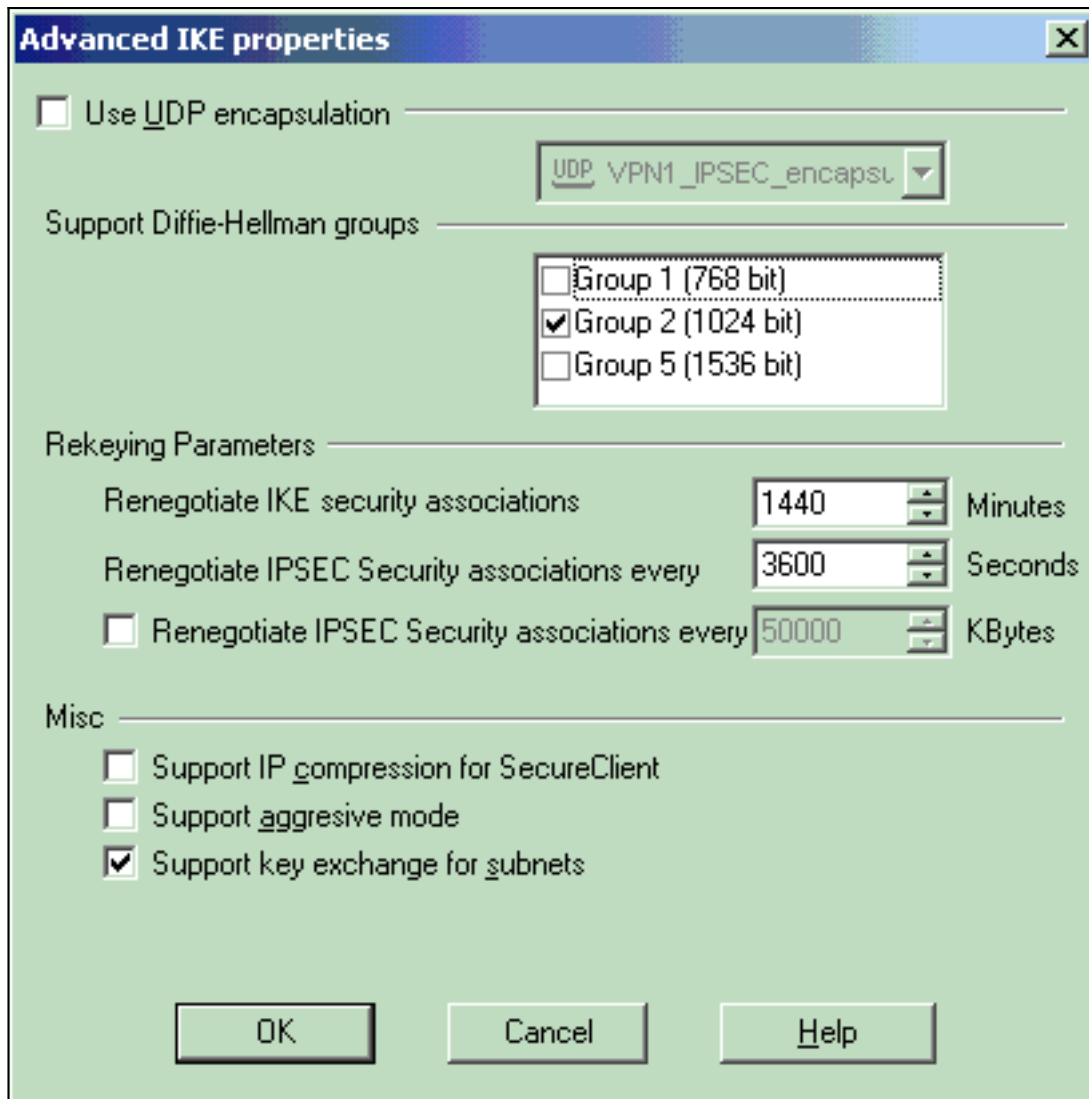 Advanced IKE properties
Use UDP encapsulation
UDP VPN1_IPSEC_encapsu
Support Diffie-Hellman groups
Group 1 (768 bit)
Group 2 (1024 bit)
Group 5 (1536 bit)
Rekeying Parameters
Renegotiate IKE security associations 1440 Minutes
Renegotiate IPSEC Security associations every 3600 Seconds
Renegotiate IPSEC Security associations every 50000 KBytes
Misc
Support IP compression for SecureClient
Support aggresive mode
Support key exchange for subnets
OK Cancel Help